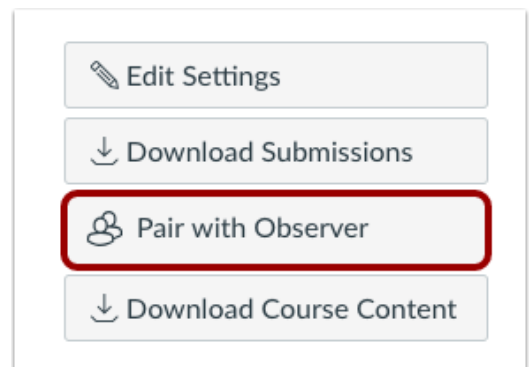 Edit Settings
Download Submissions
Pair with Observer
Download Course Content